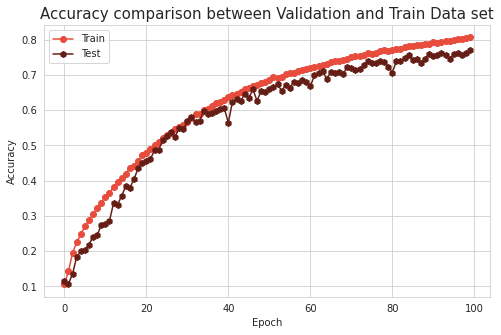 Accuracy comparison between Validation and Train Data set
Train
Test
0.8
0.7
0.6
0.5
0.4
0.3
0.2
0.1
Accuracy
0
20
40
60
80
100
Epoch